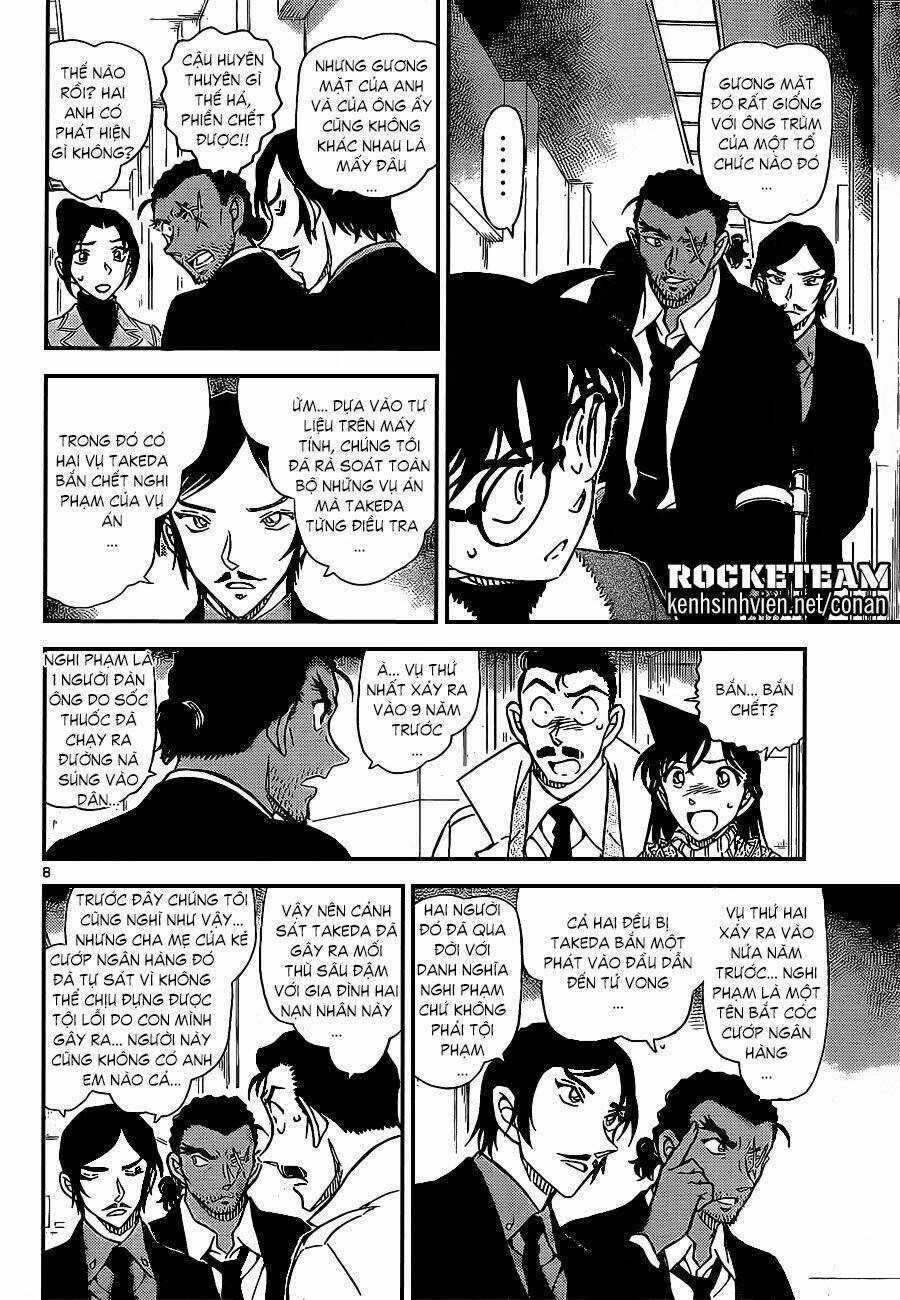 GƯƠNG MẶT
ĐÓ RẤT GIỐNG
VỚI ÔNG TRÙM
CỦA MỘT TỔ
CHỨC NÀO ĐÓ
...
......
NHƯNG GƯƠNG
MẶT CỦA ANH
VÀ CỦA ÔNG ẤY
CŨNG KHÔNG
KHÁC NHAU LÀ
MẤY ĐÂU
...
CẬU HUYÊN
THUYÊN GÌ
THẾ HẢ,
PHIỀN CHẾT
ĐƯỢC!!
THẾ NÀO
RỒI? HAI
ANH CÓ
PHÁT HIỆN
GÌ KHÔNG?
ỪM... DỰA VÀO TƯ
LIỆU TRÊN MÁY
TÍNH, CHÚNG TÔI
ĐÃ RÀ SOÁT TOÀN
BỘ NHỮNG VỤ ÁN
MÀ TAKEDA
TỪNG ĐIỀU TRA
TRONG ĐÓ CÓ
HAI VỤ TAKEDA
BẮN CHẾT NGHI
PHẠM CỦA VỤ
ÁN
...
ROCKETEAM
kenhsinhvien.net/conan
BẮN... BẮN
CHẾT?
À... VỤ THỨ
NHẤT XẢY RA
VÀO 9 NĂM
TRƯỚC
...
NGHI PHẠM LÀ
1 NGƯỜI ĐÀN
ÔNG DO SỐC
THUỐC ĐÃ
CHẠY RA
ĐƯỜNG NÃ
SÚNG VÀO
DÂN...
8
VỤ THỨ HAI
XẢY RA VÀO
NỬA NĂM
TRƯỚC... NGHI
PHẠM LÀ MỘT
TÊN BẮT CÓC
CƯỚP NGÂN
HÀNG
...
CẢ HAI ĐỀU BỊ
TAKEDA BẮN MỘT
PHÁT VÀO ĐẦU DẪN
ĐẾN TỬ VONG
...
HAI NGƯỜI
ĐÓ ĐÃ QUA
ĐỜI VỚI
DANH NGHĨA
NGHI PHẠM
CHỨ KHÔNG
PHẢI TỘI
PHẠM
...
VẬY NÊN CẢNH
SÁT TAKEDA ĐÃ
GÂY RA MỐI
THÙ SÂU ĐẬM
VỚI GIA ĐÌNH HAI
NẠN NHÂN NÀY
TRƯỚC ĐÂY CHÚNG TÔI
CŨNG NGHĨ NHƯ VẬY...
NHƯNG CHA MẸ CỦA KẺ
CƯỚP NGÂN HÀNG ĐÓ
ĐÃ TỰ SÁT VÌ KHÔNG
THỂ CHỊU ĐỰNG ĐƯỢC
TỘI LỖI DO CON MÌNH
GÂY RA... NGƯỜI NÀY
CŨNG KHÔNG CÓ ANH
EM NÀO CẢ...